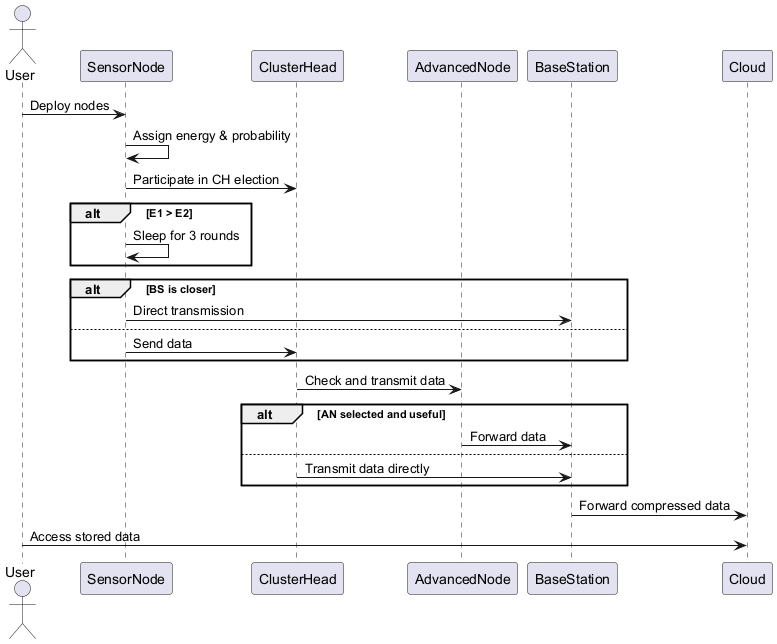 User
SensorNode
ClusterHead
AdvancedNode
BaseStation
Cloud
Deploy nodes
Assign energy & probability
Participate in CH election
alt [E1 > E2]
Sleep for 3 rounds
alt [BS is closer]
Direct transmission
Send data
Check and transmit data
alt [AN selected and useful]
Forward data
Transmit data directly
Forward compressed data
Access stored data
User
SensorNode
ClusterHead
AdvancedNode
BaseStation
Cloud